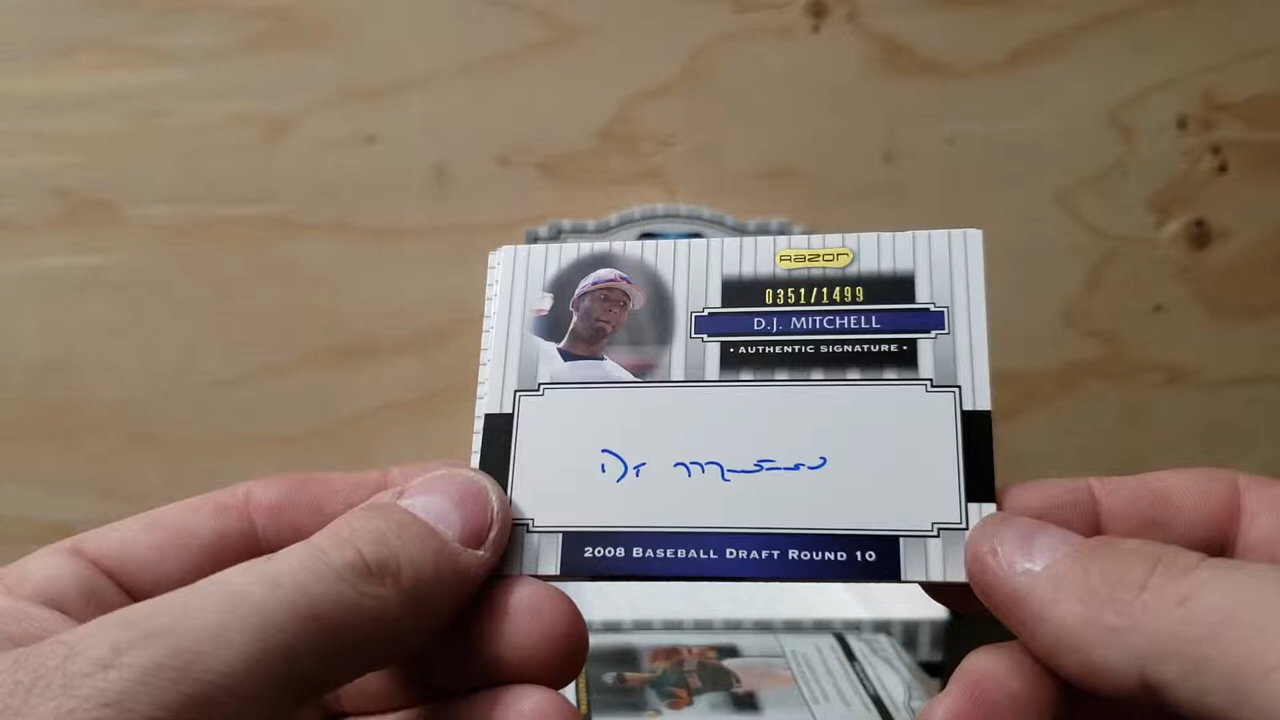 Razor
0351/1499
D.J. MITCHELL
• AUTHENTIC SIGNATURE •
2008 BASEBALL DRAFT ROUND 10